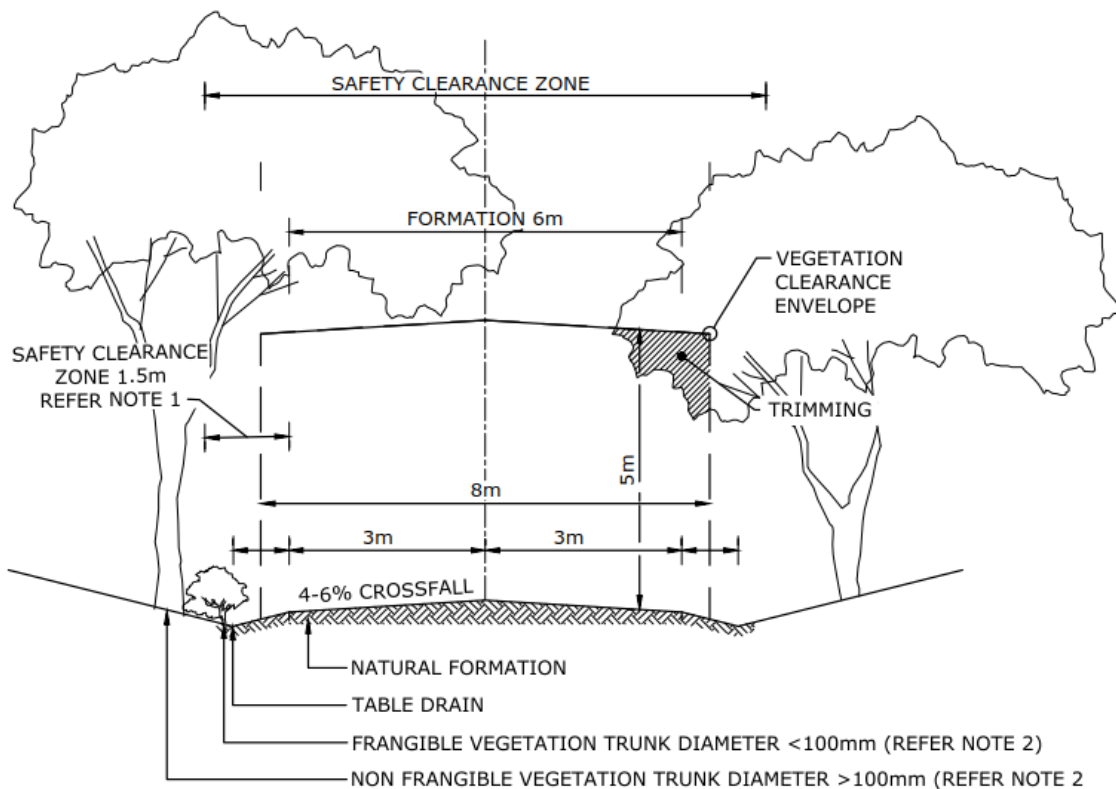 SAFETY CLEARANCE ZONE
FORMATION 6m
VEGETATION
CLEARANCE
ENVELOPE
SAFETY CLEARANCE
ZONE 1.5m
REFER NOTE 1
TRIMMING
5m
8m
3m
3m
4-6% CROSSFALL
NATURAL FORMATION
TABLE DRAIN
FRANGIBLE VEGETATION TRUNK DIAMETER <100mm (REFER NOTE 2)
NON FRANGIBLE VEGETATION TRUNK DIAMETER >100mm (REFER NOTE 2